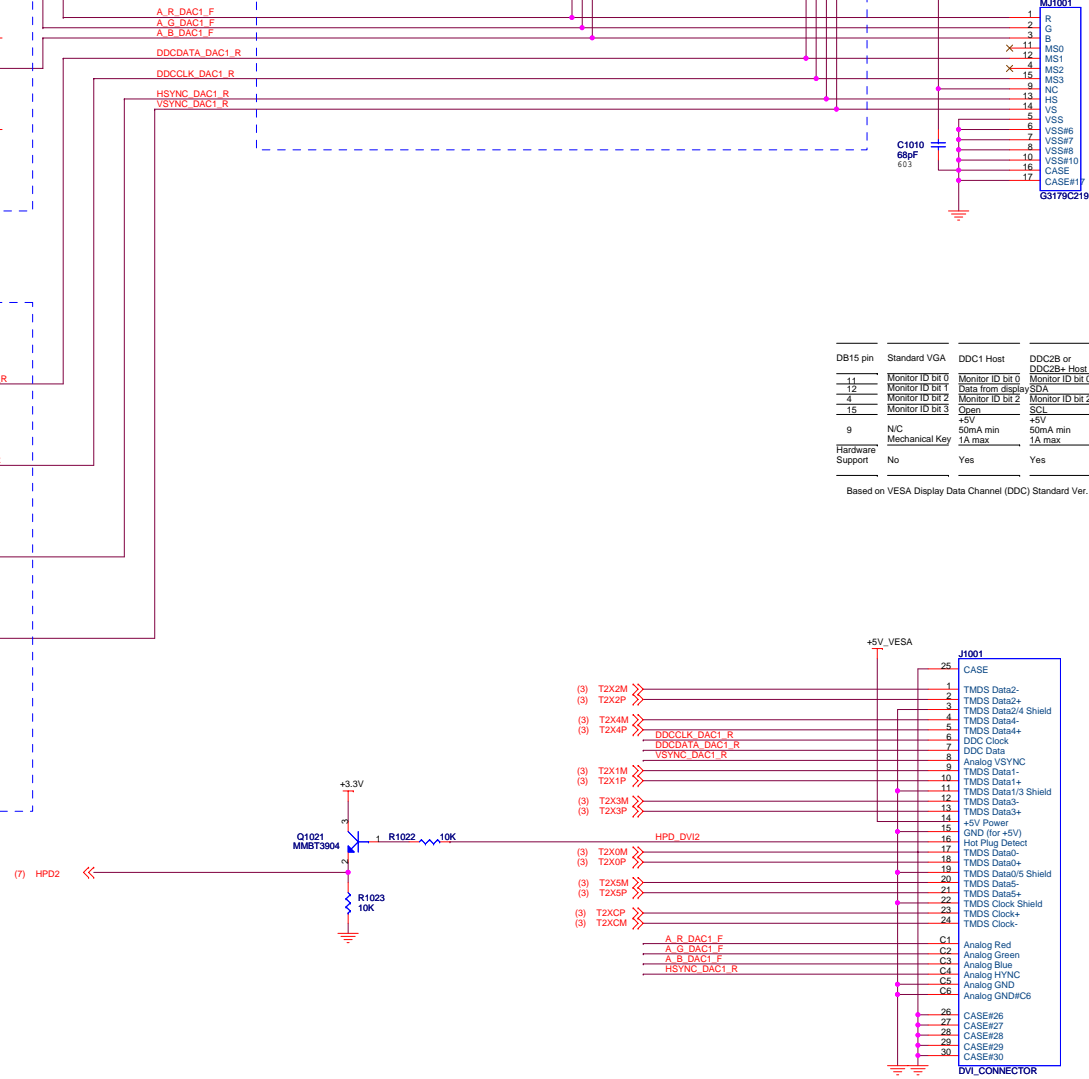 A_R_DAC1_F
A_G_DAC1_F
A_B_DAC1_F
DDCDATA_DAC1_R
DDCCLK_DAC1_R
HSYNC_DAC1_R
VSYNC_DAC1_R
MJ1001
1 R
2 G
3 B
11 MS0
12 MS1
4 MS2
15 MS3
9 NC
13 HS
14 VS
5 VSS
6 VSS#6
7 VSS#7
8 VSS#8
10 VSS#10
16 CASE
17 CASE#17
G3179C219
C1010
68pF
603
R
DB15 pin Standard VGA DDC1 Host DDC2B or
DDC2B+ Host
11 Monitor ID bit 0 Monitor ID bit 0 Monitor ID bit 0
12 Monitor ID bit 1 Data from display SDA
4 Monitor ID bit 2 Monitor ID bit 2 Monitor ID bit 2
15 Monitor ID bit 3 Open SCL
+5V +5V
9 N/C 50mA min 50mA min
Mechanical Key 1A max 1A max
Hardware
Support No Yes Yes
Based on VESA Display Data Channel (DDC) Standard Ver.
+5V_VESA
J1001
25 CASE
(3) T2X2M 1 TMDS Data2-
(3) T2X2P 2 TMDS Data2+
3 TMDS Data2/4 Shield
(3) T2X4M 4 TMDS Data4-
(3) T2X4P 5 TMDS Data4+
DDCCLK_DAC1_R 6 DDC Clock
DDCDATA_DAC1_R 7 DDC Data
VSYNC_DAC1_R 8 Analog VSYNC
(3) T2X1M 9 TMDS Data1-
(3) T2X1P 10 TMDS Data1+
11 TMDS Data1/3 Shield
(3) T2X3M 12 TMDS Data3-
(3) T2X3P 13 TMDS Data3+
14 +5V Power
15 GND (for +5V)
HPD_DVI2 16 Hot Plug Detect
(3) T2X0M 17 TMDS Data0-
(3) T2X0P 18 TMDS Data0+
19 TMDS Data0/5 Shield
(3) T2X5M 20 TMDS Data5-
(3) T2X5P 21 TMDS Data5+
22 TMDS Clock Shield
(3) T2XCP 23 TMDS Clock+
(3) T2XCM 24 TMDS Clock-
A_R_DAC1_F C1 Analog Red
A_G_DAC1_F C2 Analog Green
A_B_DAC1_F C3 Analog Blue
HSYNC_DAC1_R C4 Analog HYNC
C5 Analog GND
C6 Analog GND#C6
26 CASE#26
27 CASE#27
28 CASE#28
29 CASE#29
30 CASE#30
DVI_CONNECTOR
+3.3V
3
Q1021
MMBT3904
1 R1022 10K
2
(7) HPD2
R1023
10K